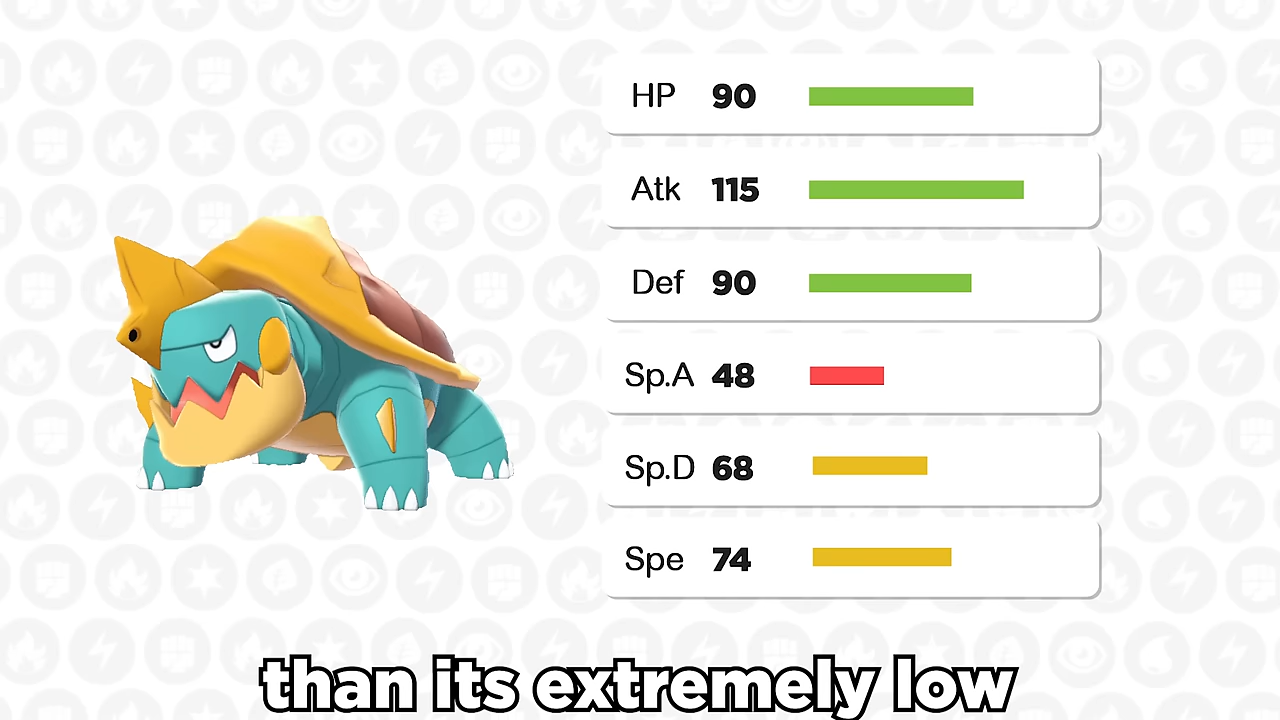 HP 90
Atk 115
Def 90
Sp.A 48
Sp.D 68
Spe 74
than its extremely low